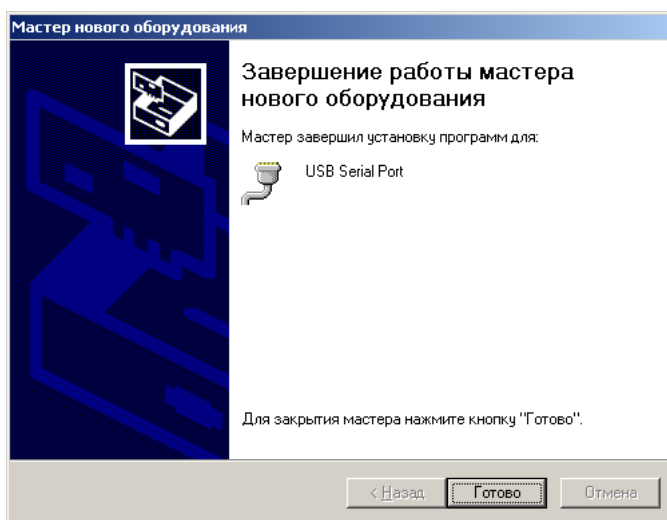 Мастер нового оборудования
Завершение работы мастера
нового оборудования
Мастер завершил установку программ для:
USB Serial Port
Для закрытия мастера нажмите кнопку "Готово".
< Назад
Готово
Отмена